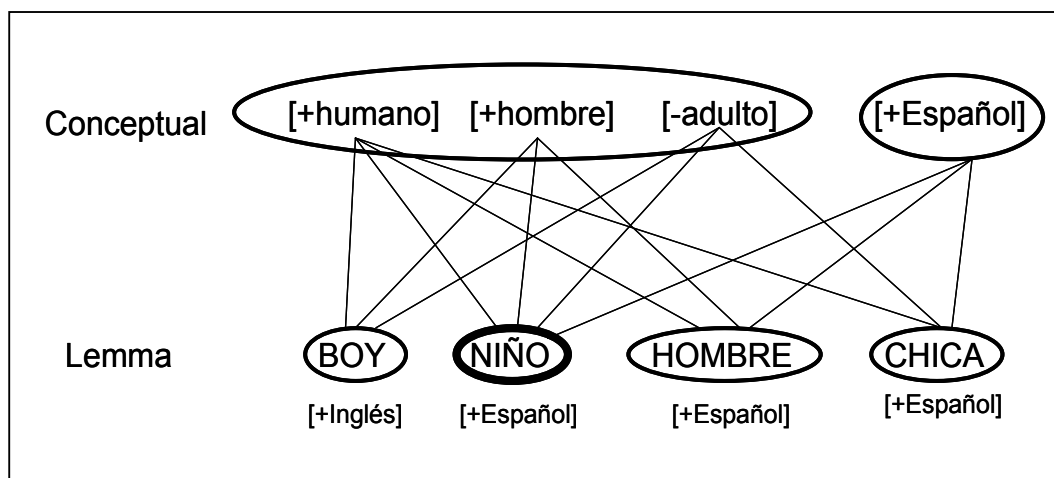 Conceptual [+humano] [+hombre] [-adulto] [+Español]
Lemma BOY NIÑO HOMBRE CHICA
[+Inglés] [+Español] [+Español] [+Español]